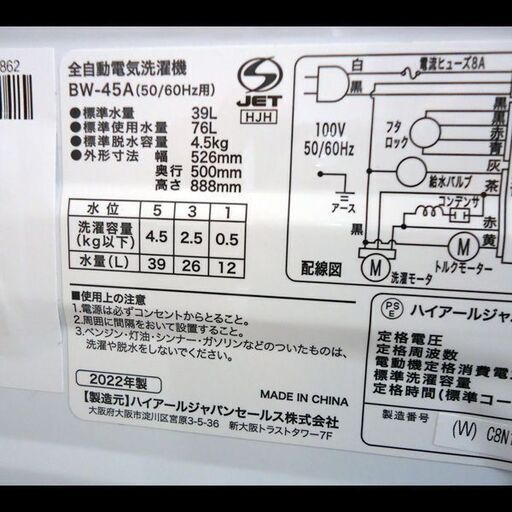 862
全自動電気洗濯機
BW-45A(50/60Hz用)
JET
HJH
●標準水量 39L
●標準使用水量 76L
●標準脱水容量 4.5kg
●外形寸法 幅 526mm
奥行 500mm
高さ 888mm
水位 5 3 1
洗濯容量(kg以下) 4.5 2.5 0.5
水量(L) 39 26 12
白
黒
電流ヒューズ8A
100V
50/60Hz
アース
フタロック
給水バルブ
コンデンサ
黒
黒
赤
青
灰
茶
赤
黄
M
M
トルクモーター
洗濯モータ
配線図
■使用上の注意
1.電源は必ずコンセントからとること。
2.周囲に間隔をおいて設置すること。
3.ベンジン・灯油・シンナー・ガソリンなどのついたものは、
洗濯や脱水をしないでください。
2022年製
MADE IN CHINA
【製造元】ハイアールジャパンセールス株式会社
大阪府大阪市淀川区宮原3-5-36 新大阪トラストタワー7F
PS
E
ハイアールジャパ
定格電圧
定格周波数
電動機定格消費電
標準洗濯容量
定格時間(標準コー
製造番号
(W) C8N